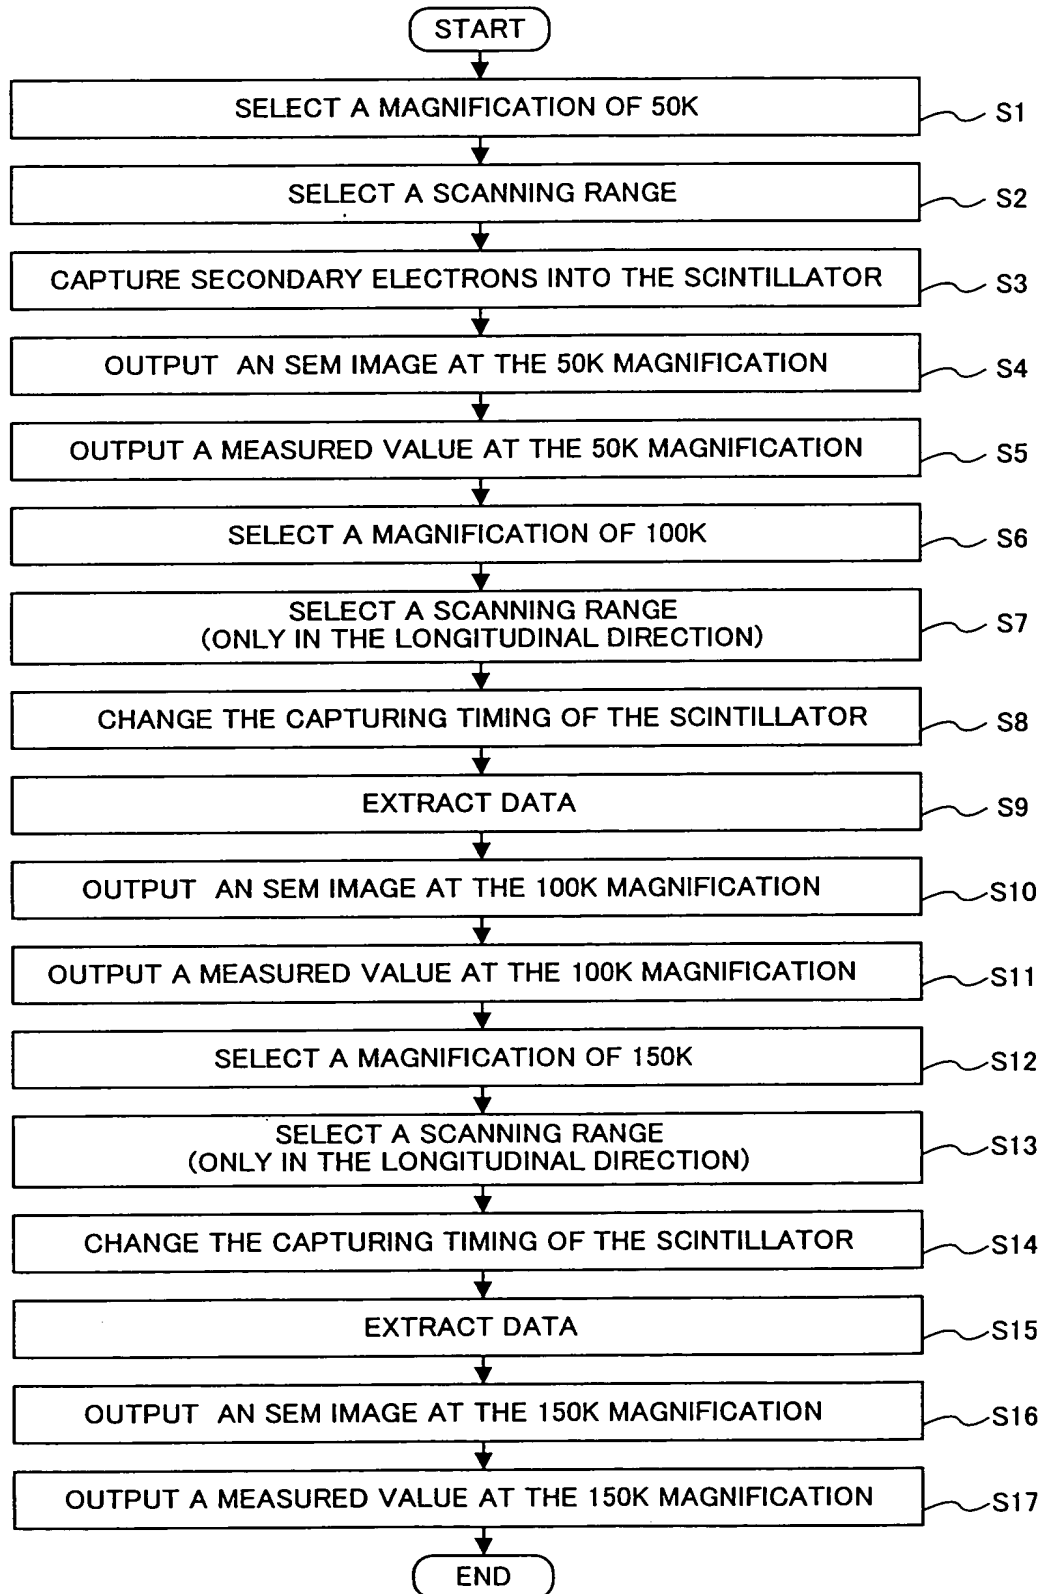 START
SELECT A MAGNIFICATION OF 50K
S1
SELECT A SCANNING RANGE
S2
CAPTURE SECONDARY ELECTRONS INTO THE SCINTILLATOR
S3
OUTPUT AN SEM IMAGE AT THE 50K MAGNIFICATION
S4
OUTPUT A MEASURED VALUE AT THE 50K MAGNIFICATION
S5
SELECT A MAGNIFICATION OF 100K
S6
SELECT A SCANNING RANGE
(ONLY IN THE LONGITUDINAL DIRECTION)
S7
CHANGE THE CAPTURING TIMING OF THE SCINTILLATOR
S8
EXTRACT DATA
S9
OUTPUT AN SEM IMAGE AT THE 100K MAGNIFICATION
S10
OUTPUT A MEASURED VALUE AT THE 100K MAGNIFICATION
S11
SELECT A MAGNIFICATION OF 150K
S12
SELECT A SCANNING RANGE
(ONLY IN THE LONGITUDINAL DIRECTION)
S13
CHANGE THE CAPTURING TIMING OF THE SCINTILLATOR
S14
EXTRACT DATA
S15
OUTPUT AN SEM IMAGE AT THE 150K MAGNIFICATION
S16
OUTPUT A MEASURED VALUE AT THE 150K MAGNIFICATION
S17
END